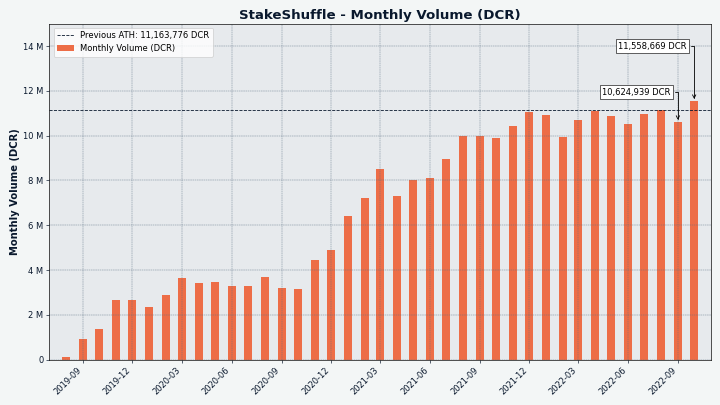 StakeShuffle - Monthly Volume (DCR)
Previous ATH: 11,163,776 DCR
Monthly Volume (DCR)
11,558,669 DCR
10,624,939 DCR
Monthly Volume (DCR)
14 M
12 M
10 M
8 M
6 M
4 M
2 M
0
2019-09
2019-12
2020-03
2020-06
2020-09
2020-12
2021-03
2021-06
2021-09
2021-12
2022-03
2022-06
2022-09